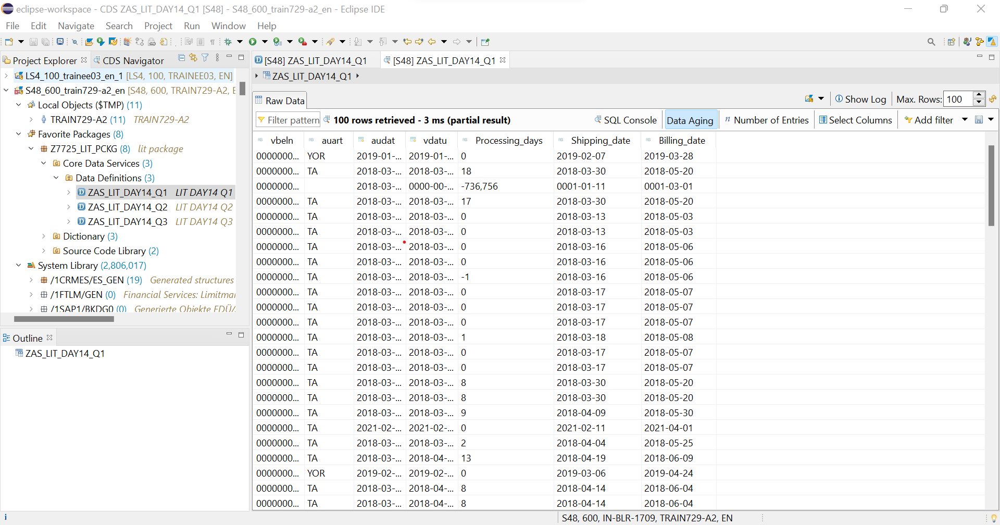 eclipse-workspace - CDS ZAS_LIT_DAY14_Q1 [S48] - S48_600_train729-a2_en - Eclipse IDE
File Edit Navigate Search Project Run Window Help
Project Explorer CDS Navigator
LS4_100_trainee03_en_1 [LS4, 100, TRAINEE03, EN]
S48_600_train729-a2_en [S48, 600, TRAIN729-A2, E
Local Objects ($TMP) (11)
TRAIN729-A2 (11) TRAIN729-A2
Favorite Packages (8)
Z7725_LIT_PCKG (8) lit package
Core Data Services (3)
Data Definitions (3)
ZAS_LIT_DAY14_Q1 LIT DAY14 Q1
ZAS_LIT_DAY14_Q2 LIT DAY14 Q2
ZAS_LIT_DAY14_Q3 LIT DAY14 Q3
Dictionary (3)
Source Code Library (2)
System Library (2,806,017)
/1CRMES/ES_GEN (19) Generated structures
/1FTLM/GEN (0) Financial Services: Limitma
/1SAP1/BKDG0 (0) Generierte Objekte EDÜ/
Outline
ZAS_LIT_DAY14_Q1
[S48] ZAS_LIT_DAY14_Q1 [S48] ZAS_LIT_DAY14_Q1
ZAS_LIT_DAY14_Q1
Raw Data Show Log Max. Rows: 100
Filter pattern 100 rows retrieved - 3 ms (partial result) SQL Console Data Aging Number of Entries Select Columns Add filter
vbeln auart audat vdatu Processing_days Shipping_date Billing_date
0000000... YOR 2019-01-... 2019-01-... 0 2019-02-07 2019-03-28
0000000... TA 2018-03-... 2018-03-... 18 2018-03-30 2018-05-20
0000000... 2018-03-... 0000-00-... -736,756 0001-01-11 0001-03-01
0000000... TA 2018-03-... 2018-03-... 17 2018-03-30 2018-05-20
0000000... TA 2018-03-... 2018-03-... 0 2018-03-13 2018-05-03
0000000... TA 2018-03-... 2018-03-... 0 2018-03-13 2018-05-03
0000000... TA 2018-03-... 2018-03-... 0 2018-03-16 2018-05-06
0000000... TA 2018-03-... 2018-03-... 0 2018-03-16 2018-05-06
0000000... TA 2018-03-... 2018-03-... -1 2018-03-16 2018-05-06
0000000... TA 2018-03-... 2018-03-... 0 2018-03-17 2018-05-07
0000000... TA 2018-03-... 2018-03-... 0 2018-03-17 2018-05-07
0000000... TA 2018-03-... 2018-03-... 0 2018-03-17 2018-05-07
0000000... TA 2018-03-... 2018-03-... 1 2018-03-18 2018-05-08
0000000... TA 2018-03-... 2018-03-... 0 2018-03-17 2018-05-07
0000000... TA 2018-03-... 2018-03-... 0 2018-03-17 2018-05-07
0000000... TA 2018-03-... 2018-03-... 8 2018-03-30 2018-05-20
0000000... TA 2018-03-... 2018-03-... 8 2018-03-30 2018-05-20
0000000... TA 2018-03-... 2018-03-... 9 2018-04-09 2018-05-30
0000000... TA 2021-02-... 2021-02-... 0 2021-02-11 2021-04-01
0000000... TA 2018-03-... 2018-03-... 2 2018-04-04 2018-05-25
0000000... TA 2018-03-... 2018-04-... 13 2018-04-19 2018-06-09
0000000... YOR 2019-02-... 2019-02-... 0 2019-03-06 2019-04-24
0000000... TA 2018-03-... 2018-04-... 8 2018-04-14 2018-06-04
0000000... TA 2018-03-... 2018-04-... 8 2018-04-14 2018-06-04
S48, 600, IN-BLR-1709, TRAIN729-A2, EN